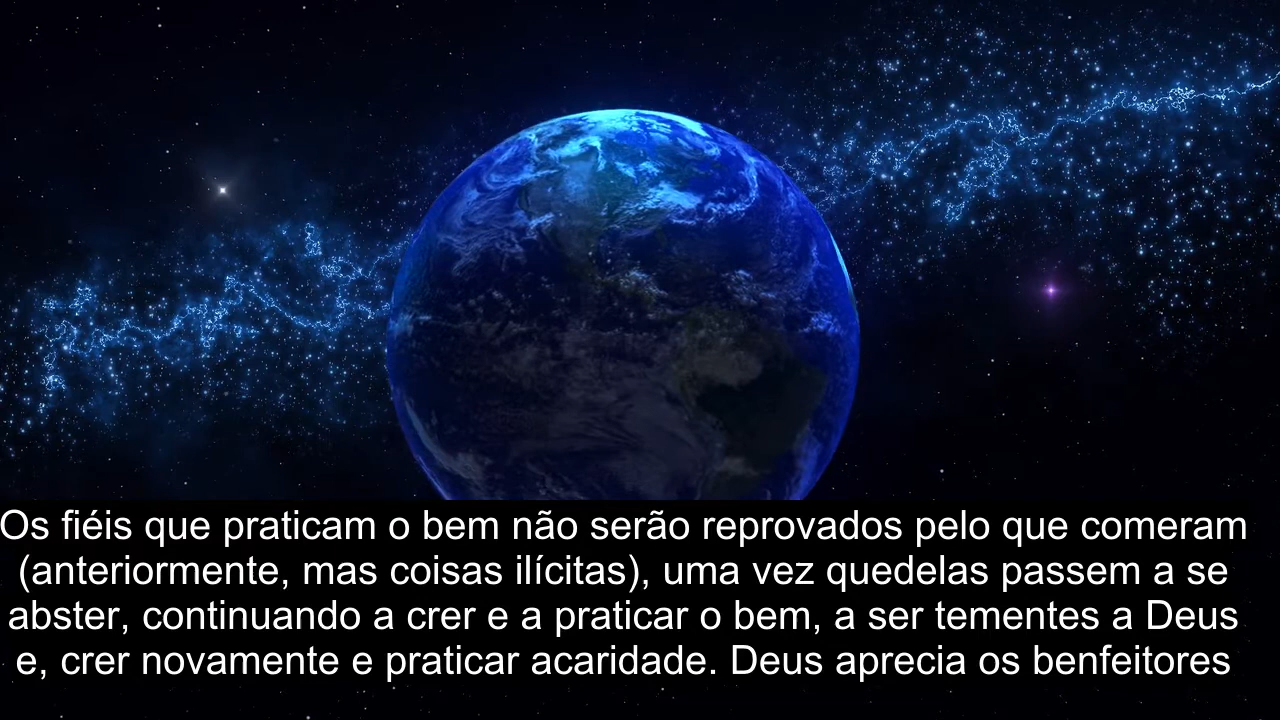 Os fiéis que praticam o bem não serão reprovados pelo que comeram
(anteriormente, mas coisas ilícitas), uma vez quedelas passem a se
abster, continuando a crer e a praticar o bem, a ser tementes a Deus
e, crer novamente e praticar acaridade. Deus aprecia os benfeitores